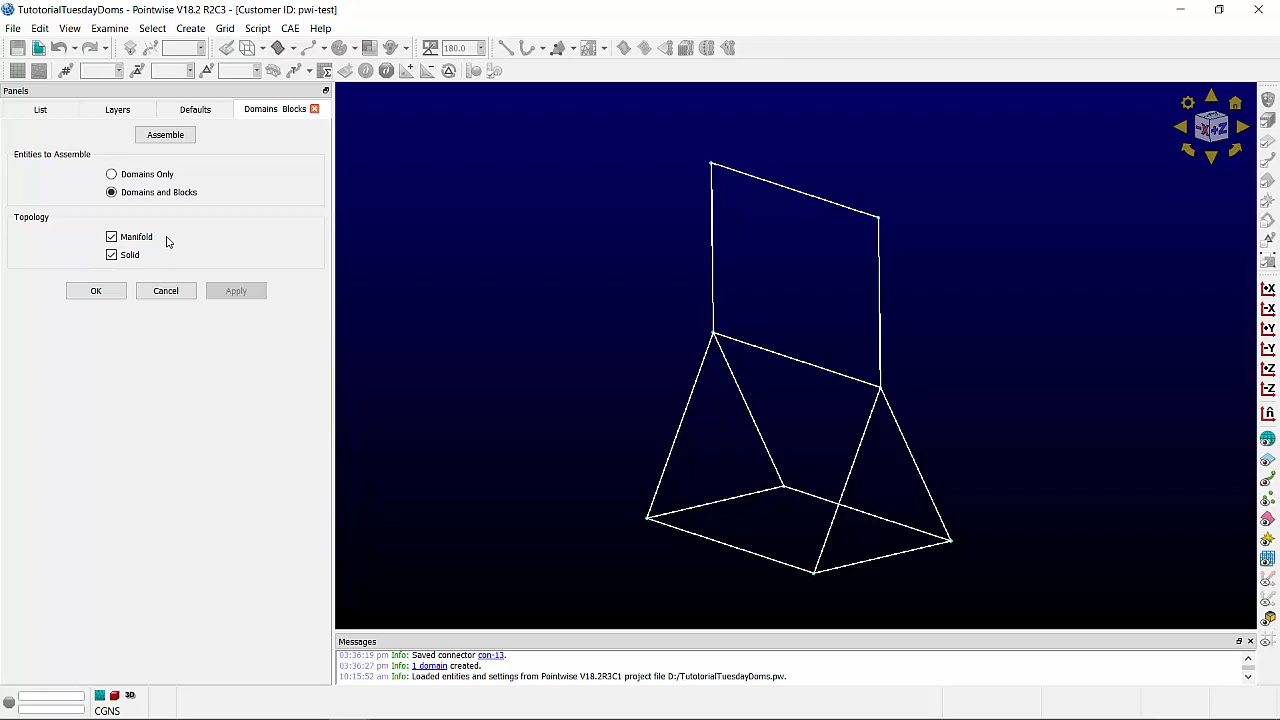 TutotorialTuesdayDoms - Pointwise V18.2 R2C3 - [Customer ID: pwi-test]
File Edit View Examine Select Create Grid Script CAE Help
180.0
Panels
List Layers Defaults Domains Blocks
Assemble
Entities to Assemble
Domains Only
Domains and Blocks
Topology
Manifold
Solid
OK Cancel Apply
-X +Z
+X
-X
+Y
-Y
+Z
-Z
n̂
Messages
03:36:19 pm Info: Saved connector con-13.
03:36:27 pm Info: 1 domain created.
10:15:52 am Info: Loaded entities and settings from Pointwise V18.2R3C1 project file D:/TutotorialTuesdayDoms.pw.
3D
CGNS